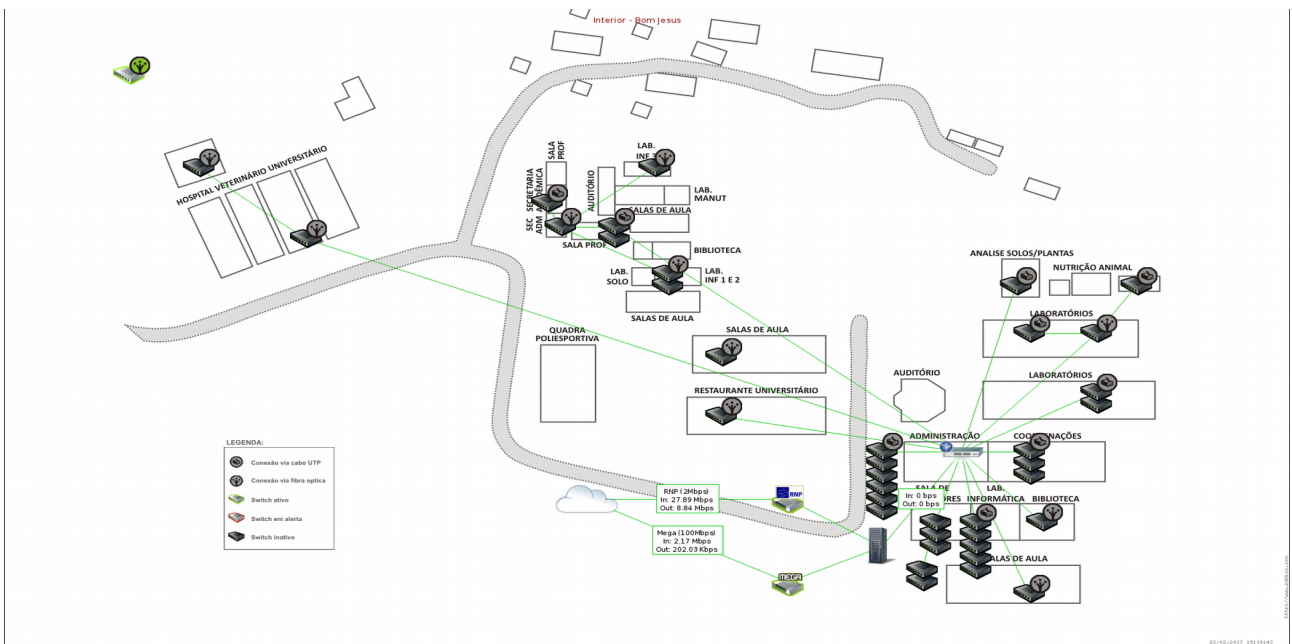 Interior - Bom Jesus
HOSPITAL VETERINÁRIO UNIVERSITÁRIO
SALA
PROF
LAB.
INF 3
SECRETARIA
ACADÊMICA
SEC
ADM
AUDITÓRIO
LAB.
MANUT
SALAS DE AULA
SALA PROF
BIBLIOTECA
LAB.
SOLO
LAB.
INF 1 E 2
SALAS DE AULA
ANALISE SOLOS/PLANTAS
NUTRIÇÃO ANIMAL
LABORATÓRIOS
QUADRA
POLIESPORTIVA
SALAS DE AULA
AUDITÓRIO
LABORATÓRIOS
RESTAURANTE UNIVERSITÁRIO
ADMINISTRAÇÃO
LEGENDA:
Conexão via cabo UTP
Conexão via fibra optica
Switch ativo
Switch em alerta
Switch inativo
RNP (2Mbps)
In: 27.89 Mbps
Out: 8.84 Mbps
RNP
In: 0 bps
Out: 0 bps
LAB.
INFORMÁTICA
BIBLIOTECA
Mega (100Mbps)
In: 2.17 Mbps
Out: 202.03 Kbps
MEGA
DE AULA